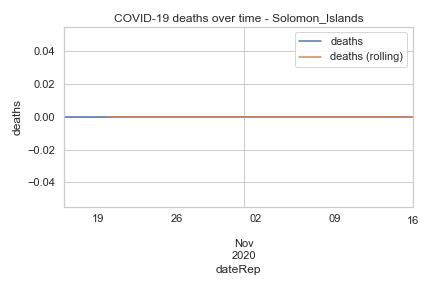 COVID-19 deaths over time - Solomon_Islands
deaths
deaths (rolling)
deaths
0.04
0.02
0.00
−0.02
−0.04
19 26 02 09 16
Nov
2020
dateRep